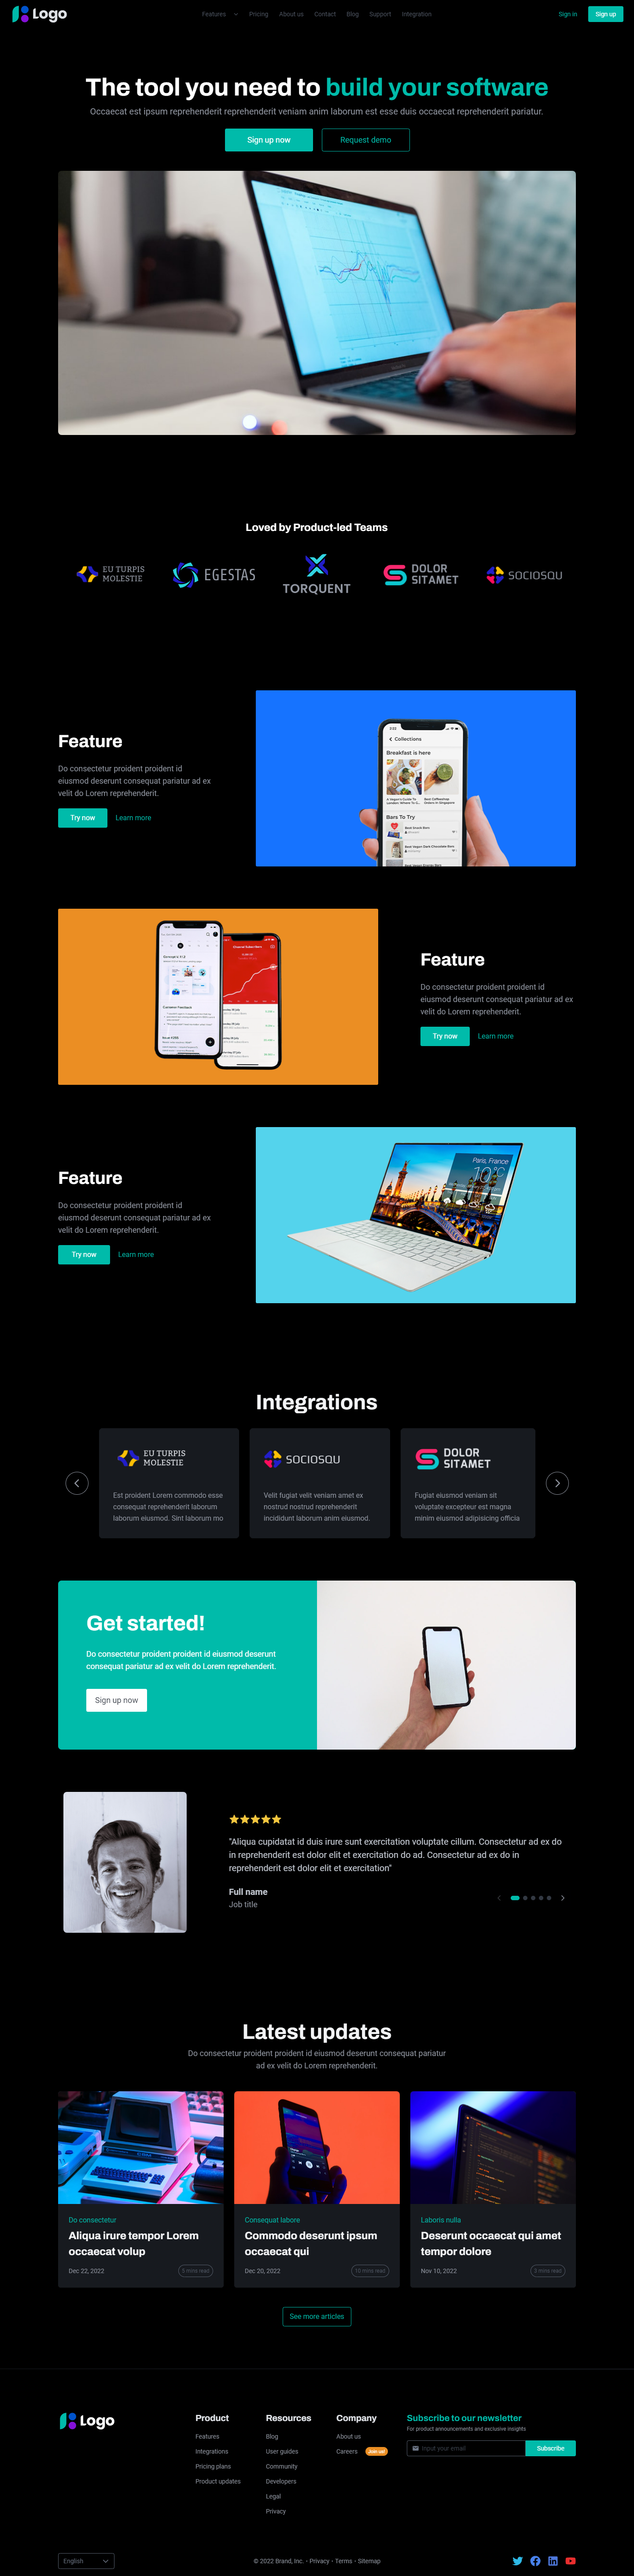 Logo
Features
Pricing
About us
Contact
Blog
Support
Integration
Sign in
Sign up
The tool you need to build your software
Occaecat est ipsum reprehenderit reprehenderit veniam anim laborum est esse duis occaecat reprehenderit pariatur.
Sign up now
Request demo
Loved by Product-led Teams
EU TURPIS
MOLESTIE
EGESTAS
TORQUENT
DOLOR
SITAMET
SOCIOSQU
Feature
Do consectetur proident proident id
eiusmod deserunt consequat pariatur ad ex
velit do Lorem reprehenderit.
Try now
Learn more
Collections
Breakfast is here
Bars To Try
Feature
Do consectetur proident proident id
eiusmod deserunt consequat pariatur ad ex
velit do Lorem reprehenderit.
Try now
Learn more
Feature
Do consectetur proident proident id
eiusmod deserunt consequat pariatur ad ex
velit do Lorem reprehenderit.
Try now
Learn more
Paris, France
10°C
Integrations
EU TURPIS
MOLESTIE
Est proident Lorem commodo esse
consequat reprehenderit laborum
laborum eiusmod. Sint laborum mo
SOCIOSQU
Velit fugiat velit veniam amet ex
nostrud nostrud reprehenderit
incididunt laborum anim eiusmod.
DOLOR
SITAMET
Fugiat eiusmod veniam sit
voluptate excepteur est magna
minim eiusmod adipisicing officia
Get started!
Do consectetur proident proident id eiusmod deserunt
consequat pariatur ad ex velit do Lorem reprehenderit.
Sign up now
"Aliqua cupidatat id duis irure sunt exercitation voluptate cillum. Consectetur ad ex do
in reprehenderit est dolor elit et exercitation do ad. Consectetur ad ex do in
reprehenderit est dolor elit et exercitation"
Full name
Job title
Latest updates
Do consectetur proident proident id eiusmod deserunt consequat pariatur
ad ex velit do Lorem reprehenderit.
Do consectetur
Aliqua irure tempor Lorem
occaecat volup
Dec 22, 2022
5 mins read
Consequat labore
Commodo deserunt ipsum
occaecat qui
Dec 20, 2022
10 mins read
Laboris nulla
Deserunt occaecat qui amet
tempor dolore
Nov 10, 2022
3 mins read
See more articles
Logo
Product
Features
Integrations
Pricing plans
Product updates
Resources
Blog
User guides
Community
Developers
Legal
Privacy
Company
About us
Careers
Join us!
Subscribe to our newsletter
For product announcements and exclusive insights
Input your email
Subscribe
English
© 2022 Brand, Inc. • Privacy • Terms • Sitemap